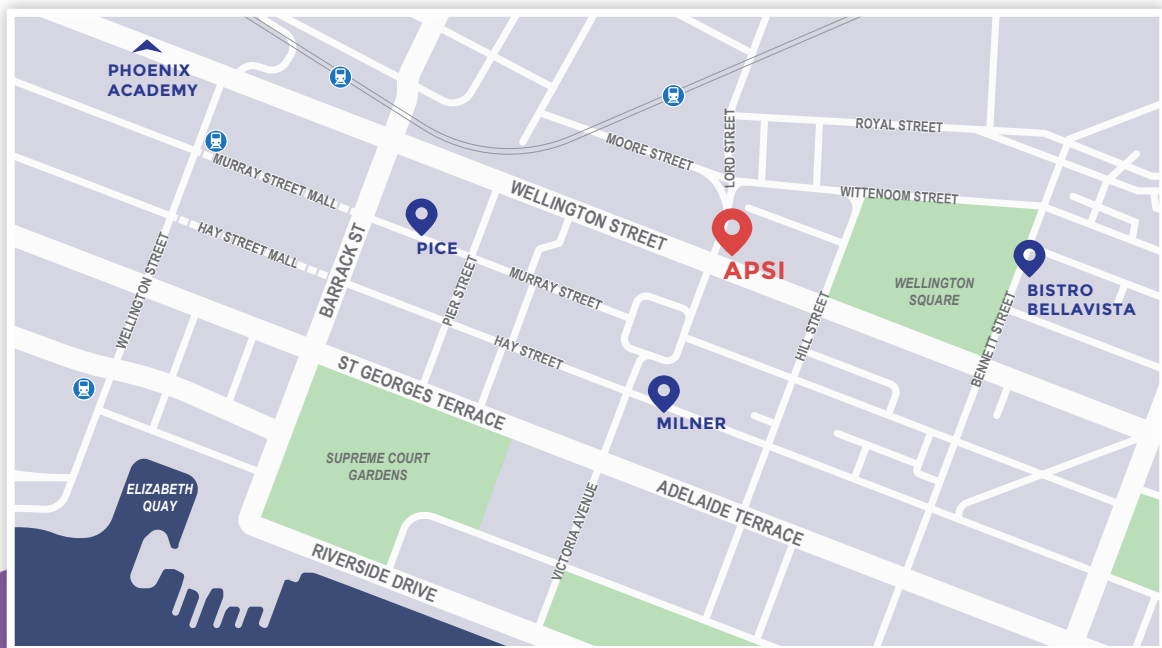 PHOENIX
ACADEMY
MURRAY STREET MALL
HAY STREET MALL
WELLINGTON STREET
BARRACK ST
PICE
PIER STREET
WELLINGTON STREET
MURRAY STREET
HAY STREET
MOORE STREET
LORD STREET
ROYAL STREET
WITTENOOM STREET
APSI
WELLINGTON
SQUARE
BISTRO
BELLAVISTA
HILL STREET
BENNETT STREET
ST GEORGES TERRACE
MILNER
SUPREME COURT
GARDENS
ELIZABETH
QUAY
VICTORIA AVENUE
ADELAIDE TERRACE
RIVERSIDE DRIVE